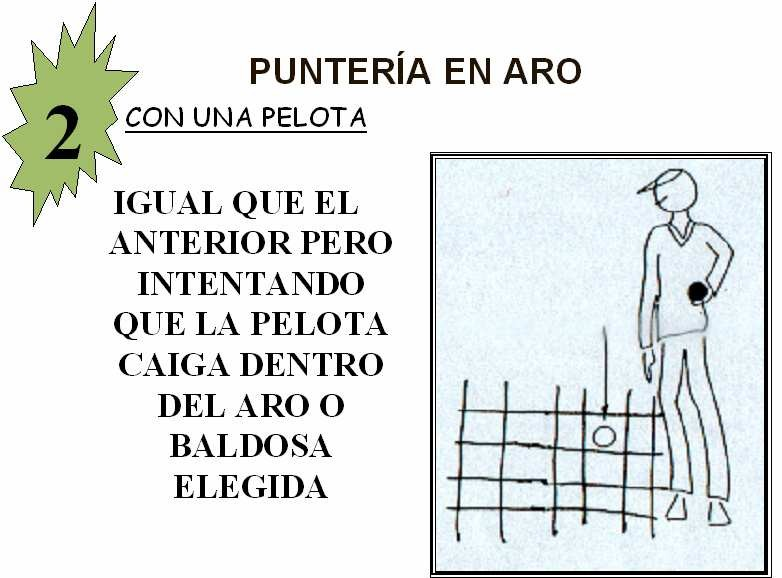 2
PUNTERÍA EN ARO
CON UNA PELOTA
IGUAL QUE EL
ANTERIOR PERO
INTENTANDO
QUE LA PELOTA
CAIGA DENTRO
DEL ARO O
BALDOSA
ELEGIDA